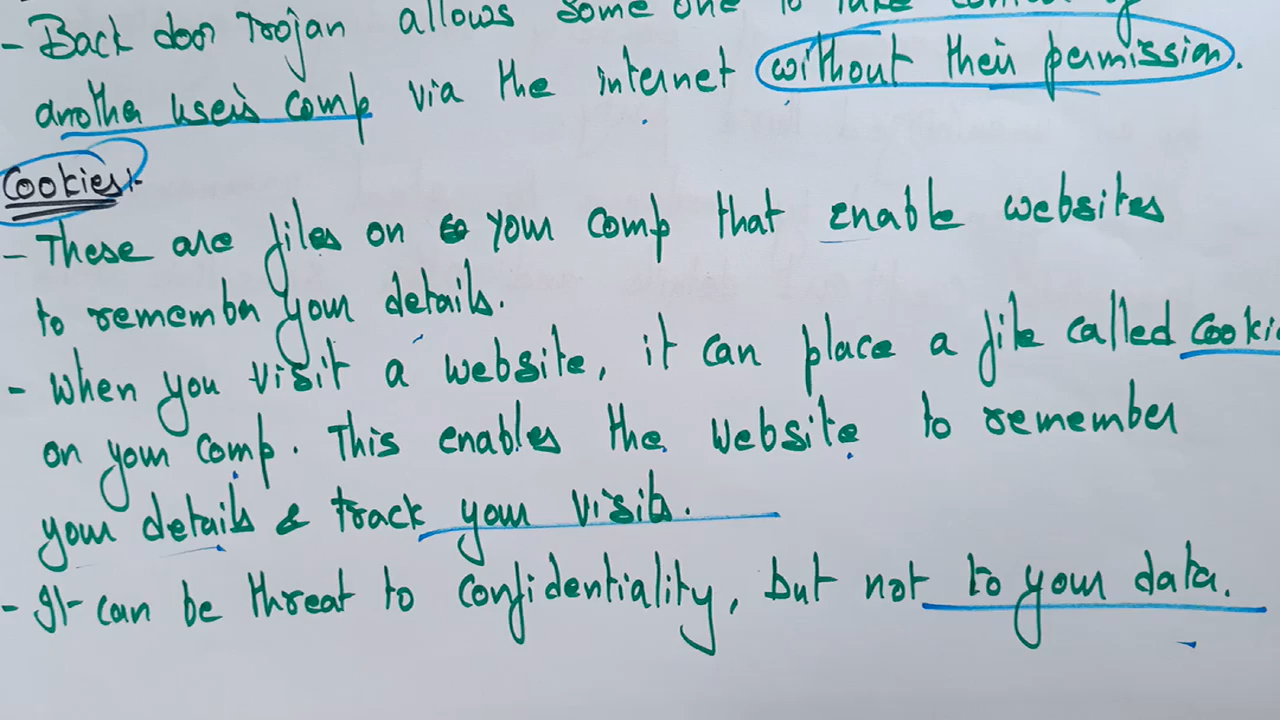 - Back door Trojan allows some one to take control of
another user's comp via the internet without their permission.
Cookies:-
- These are files on your comp that enable websites
to remember your details.
- When you visit a website, it can place a file called cookie
on your comp. This enables the website to remember
your details & track your visits.
- It can be threat to confidentiality, but not to your data.